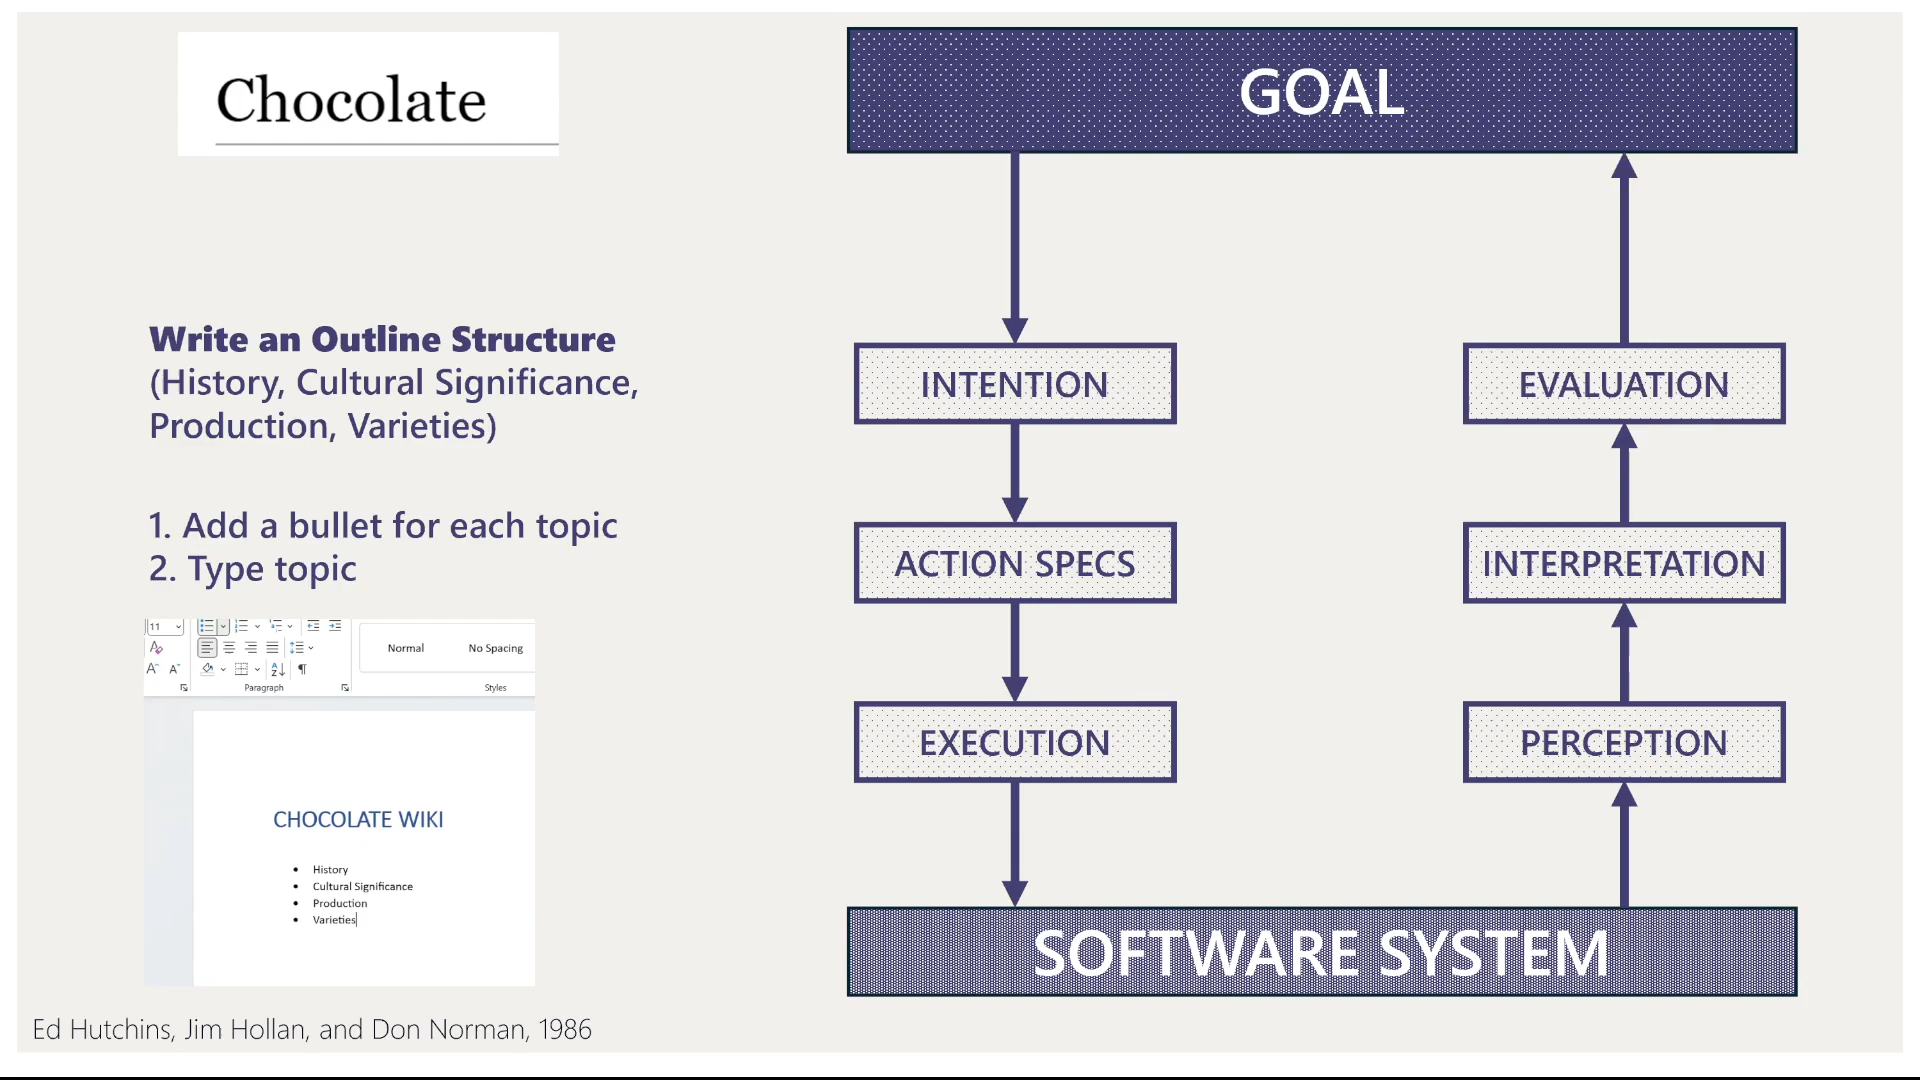 Chocolate
Write an Outline Structure
(History, Cultural Significance,
Production, Varieties)
1. Add a bullet for each topic
2. Type topic
11
Normal
No Spacing
Paragraph
Styles
CHOCOLATE WIKI
• History
• Cultural Significance
• Production
• Varieties
Ed Hutchins, Jim Hollan, and Don Norman, 1986
GOAL
INTENTION
ACTION SPECS
EXECUTION
EVALUATION
INTERPRETATION
PERCEPTION
SOFTWARE SYSTEM